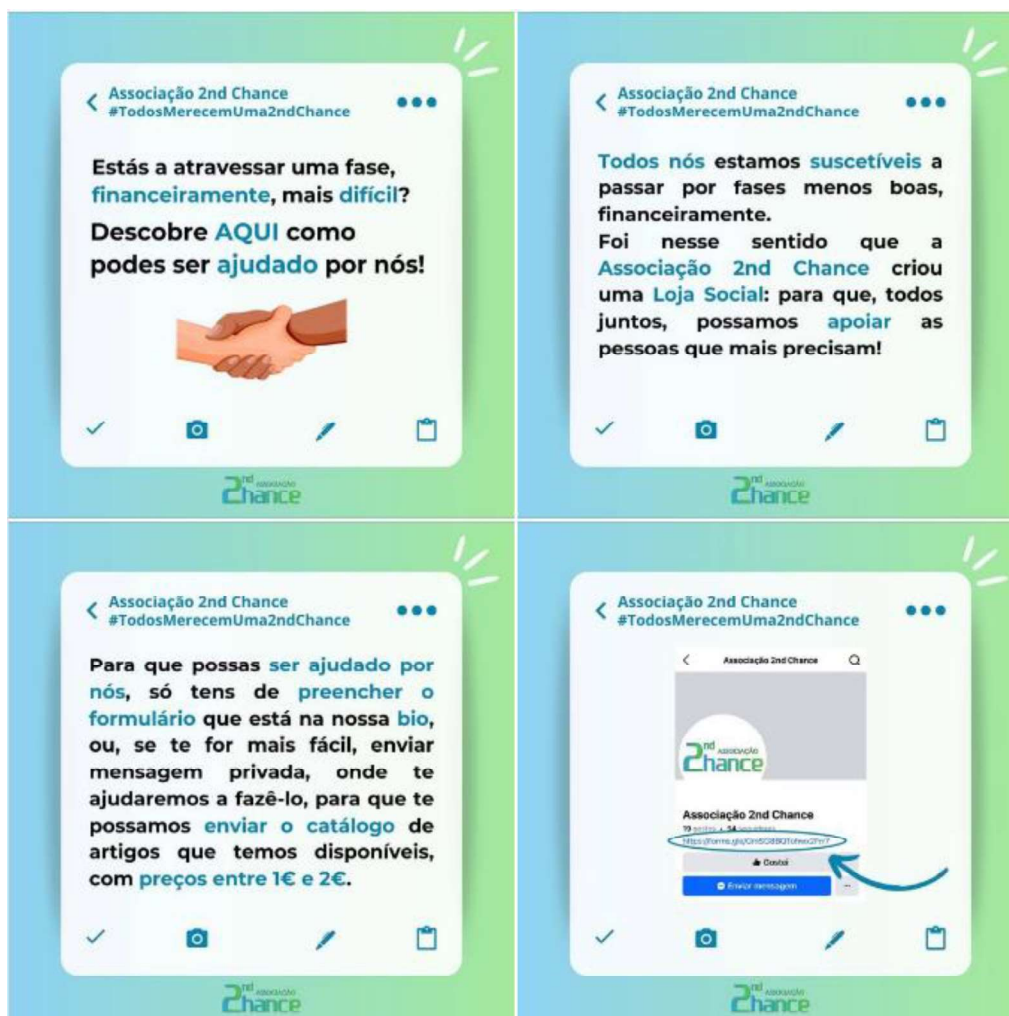 Associação 2nd Chance
#TodosMerecemUma2ndChance
Estás a atravessar uma fase,
financeiramente, mais difícil?
Descobre AQUI como
podes ser ajudado por nós!
2nd ASSOCIAÇÃO
Chance
Associação 2nd Chance
#TodosMerecemUma2ndChance
Todos nós estamos suscetíveis a
passar por fases menos boas,
financeiramente.
Foi nesse sentido que a
Associação 2nd Chance criou
uma Loja Social: para que, todos
juntos, possamos apoiar as
pessoas que mais precisam!
2nd ASSOCIAÇÃO
Chance
Associação 2nd Chance
#TodosMerecemUma2ndChance
Para que possas ser ajudado por
nós, só tens de preencher o
formulário que está na nossa bio,
ou, se te for mais fácil, enviar
mensagem privada, onde te
ajudaremos a fazê-lo, para que te
possamos enviar o catálogo de
artigos que temos disponíveis,
com preços entre 1€ e 2€.
2nd ASSOCIAÇÃO
Chance
Associação 2nd Chance
#TodosMerecemUma2ndChance
Associação 2nd Chance
2nd ASSOCIAÇÃO
Chance
Associação 2nd Chance
Gostei
Enviar mensagem
2nd ASSOCIAÇÃO
Chance